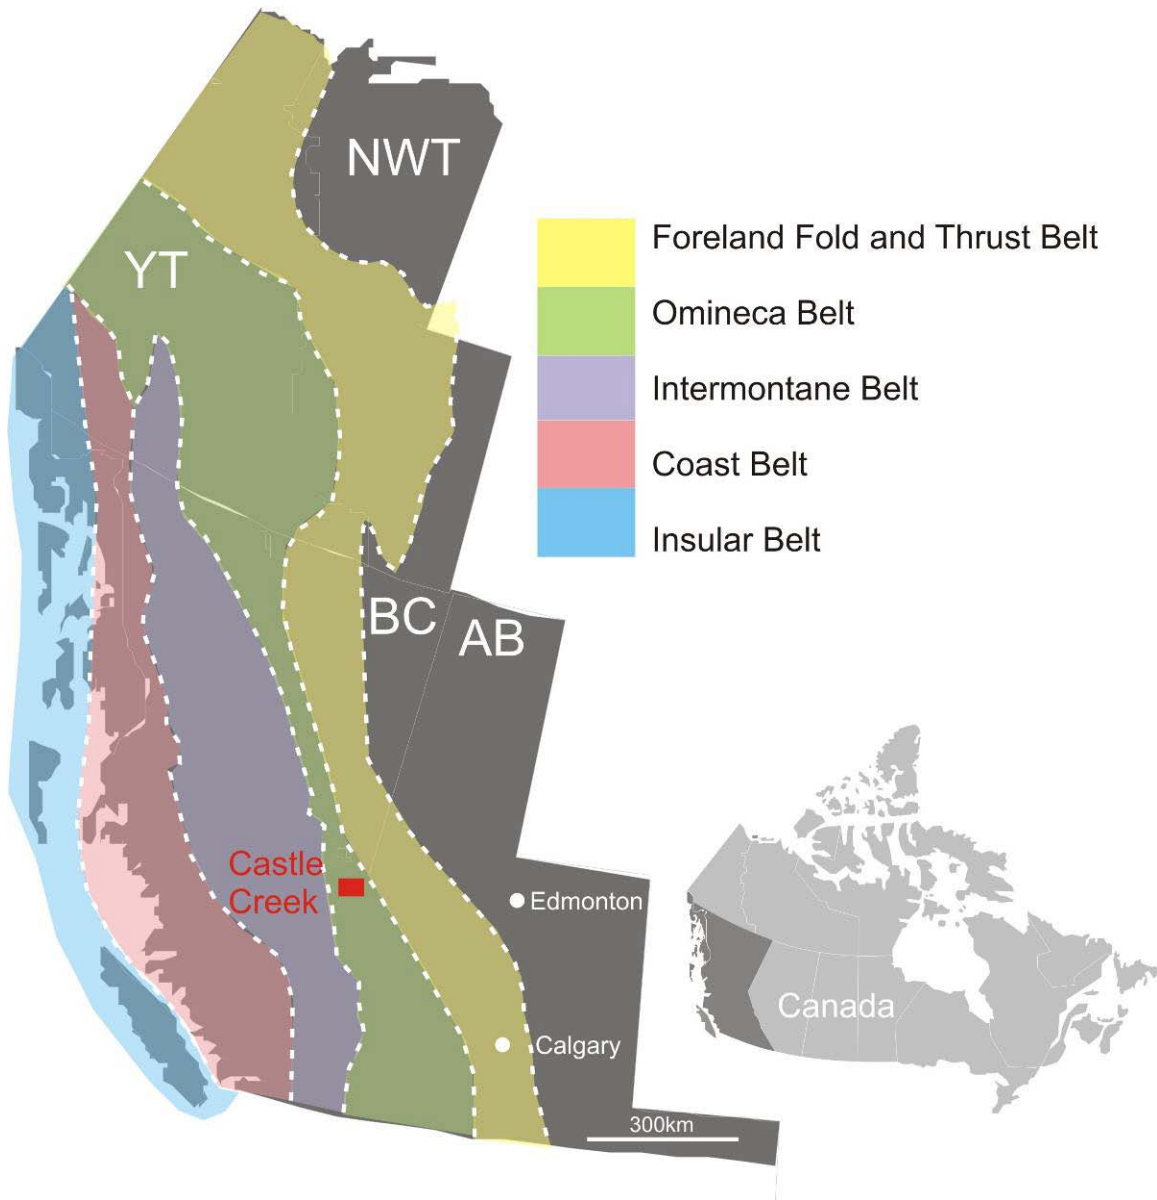 NWT
YT
Foreland Fold and Thrust Belt
Omineca Belt
Intermontane Belt
Coast Belt
Insular Belt
BC
AB
Castle
Creek
Edmonton
Canada
Calgary
300km